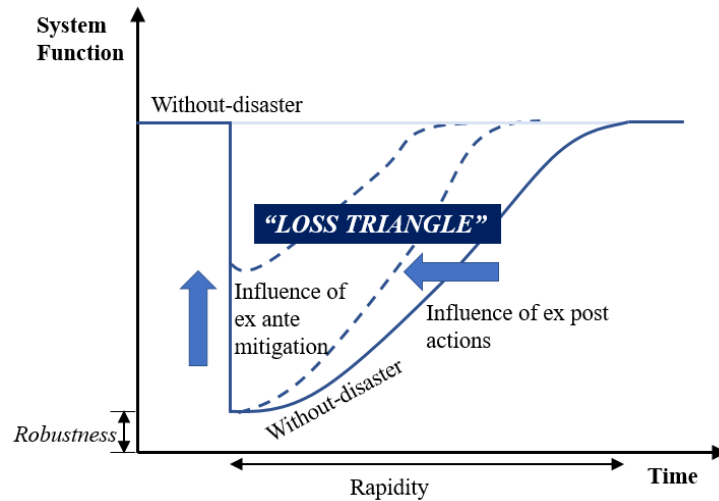 System
Function
Without-disaster
“LOSS TRIANGLE”
Influence of
ex ante
mitigation
Influence of ex post
actions
Without-disaster
Robustness
Time
Rapidity